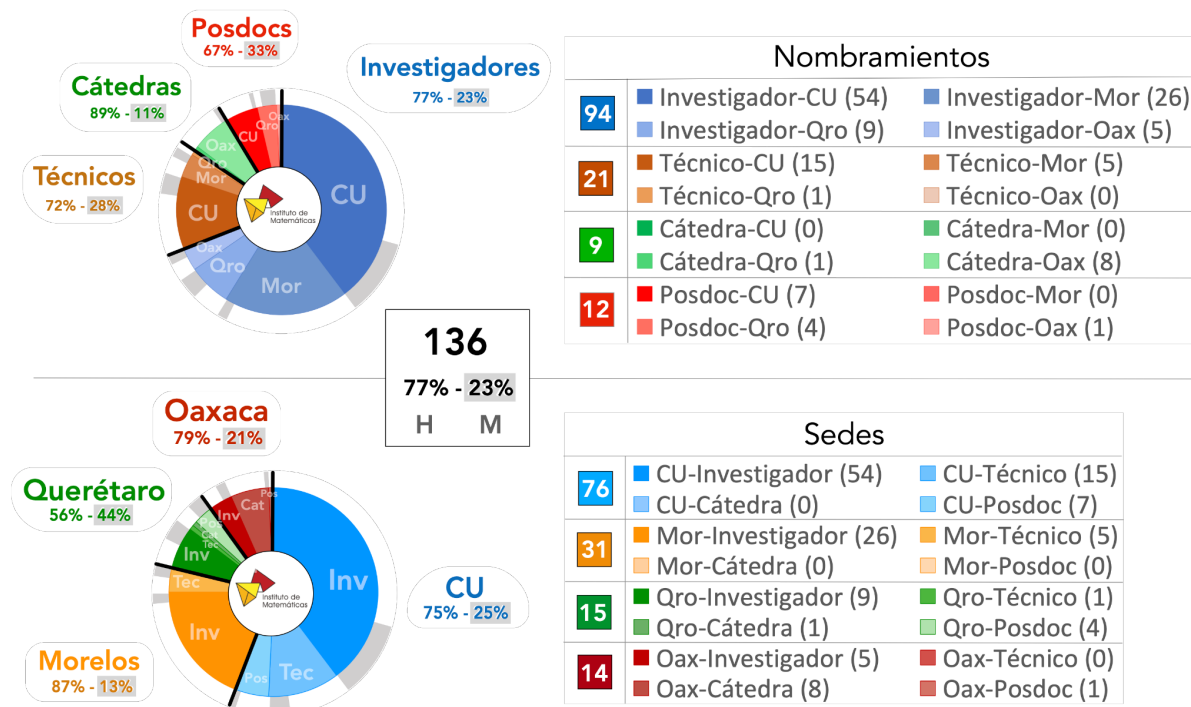 Posdocs
67% - 33%
Investigadores
77% - 23%
Cátedras
89% - 11%
Técnicos
72% - 28%
Oax
Qro
CU
Oax
Qro
Mor
CU
Oax
Qro
Mor
CU
Instituto de
Matemáticas
Nombramientos
94
Investigador-CU (54) Investigador-Mor (26)
Investigador-Qro (9) Investigador-Oax (5)
21
Técnico-CU (15) Técnico-Mor (5)
Técnico-Qro (1) Técnico-Oax (0)
9
Cátedra-CU (0) Cátedra-Mor (0)
Cátedra-Qro (1) Cátedra-Oax (8)
12
Posdoc-CU (7) Posdoc-Mor (0)
Posdoc-Qro (4) Posdoc-Oax (1)
136
77% - 23%
H M
Oaxaca
79% - 21%
Querétaro
56% - 44%
CU
75% - 25%
Morelos
87% - 13%
Pos
Cat
Inv
Pos
Cat
Tec
Inv
Tec
Inv
Pos
Tec
Inv
Instituto de
Matemáticas
Sedes
76
CU-Investigador (54) CU-Técnico (15)
CU-Cátedra (0) CU-Posdoc (7)
31
Mor-Investigador (26) Mor-Técnico (5)
Mor-Cátedra (0) Mor-Posdoc (0)
15
Qro-Investigador (9) Qro-Técnico (1)
Qro-Cátedra (1) Qro-Posdoc (4)
14
Oax-Investigador (5) Oax-Técnico (0)
Oax-Cátedra (8) Oax-Posdoc (1)